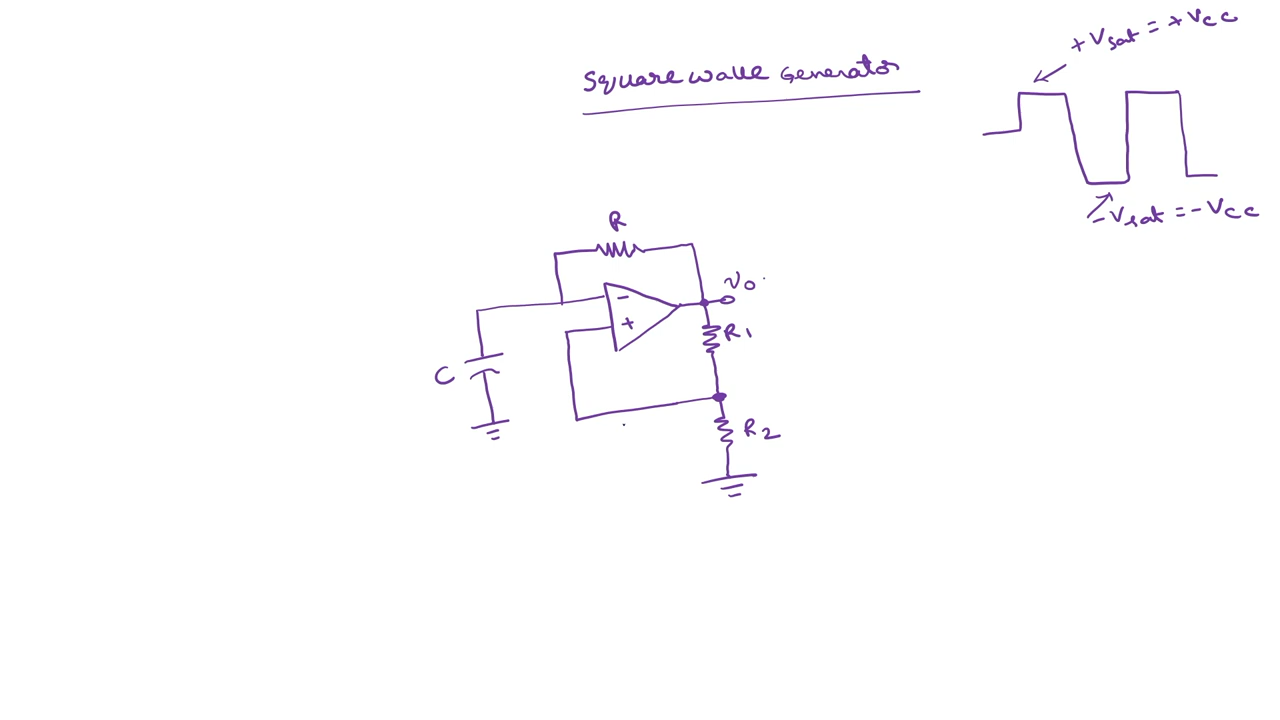 Square wave Generator
+Vsat = +Vcc
-Vsat = -Vcc
R
-
+
Vo
R1
C
R2